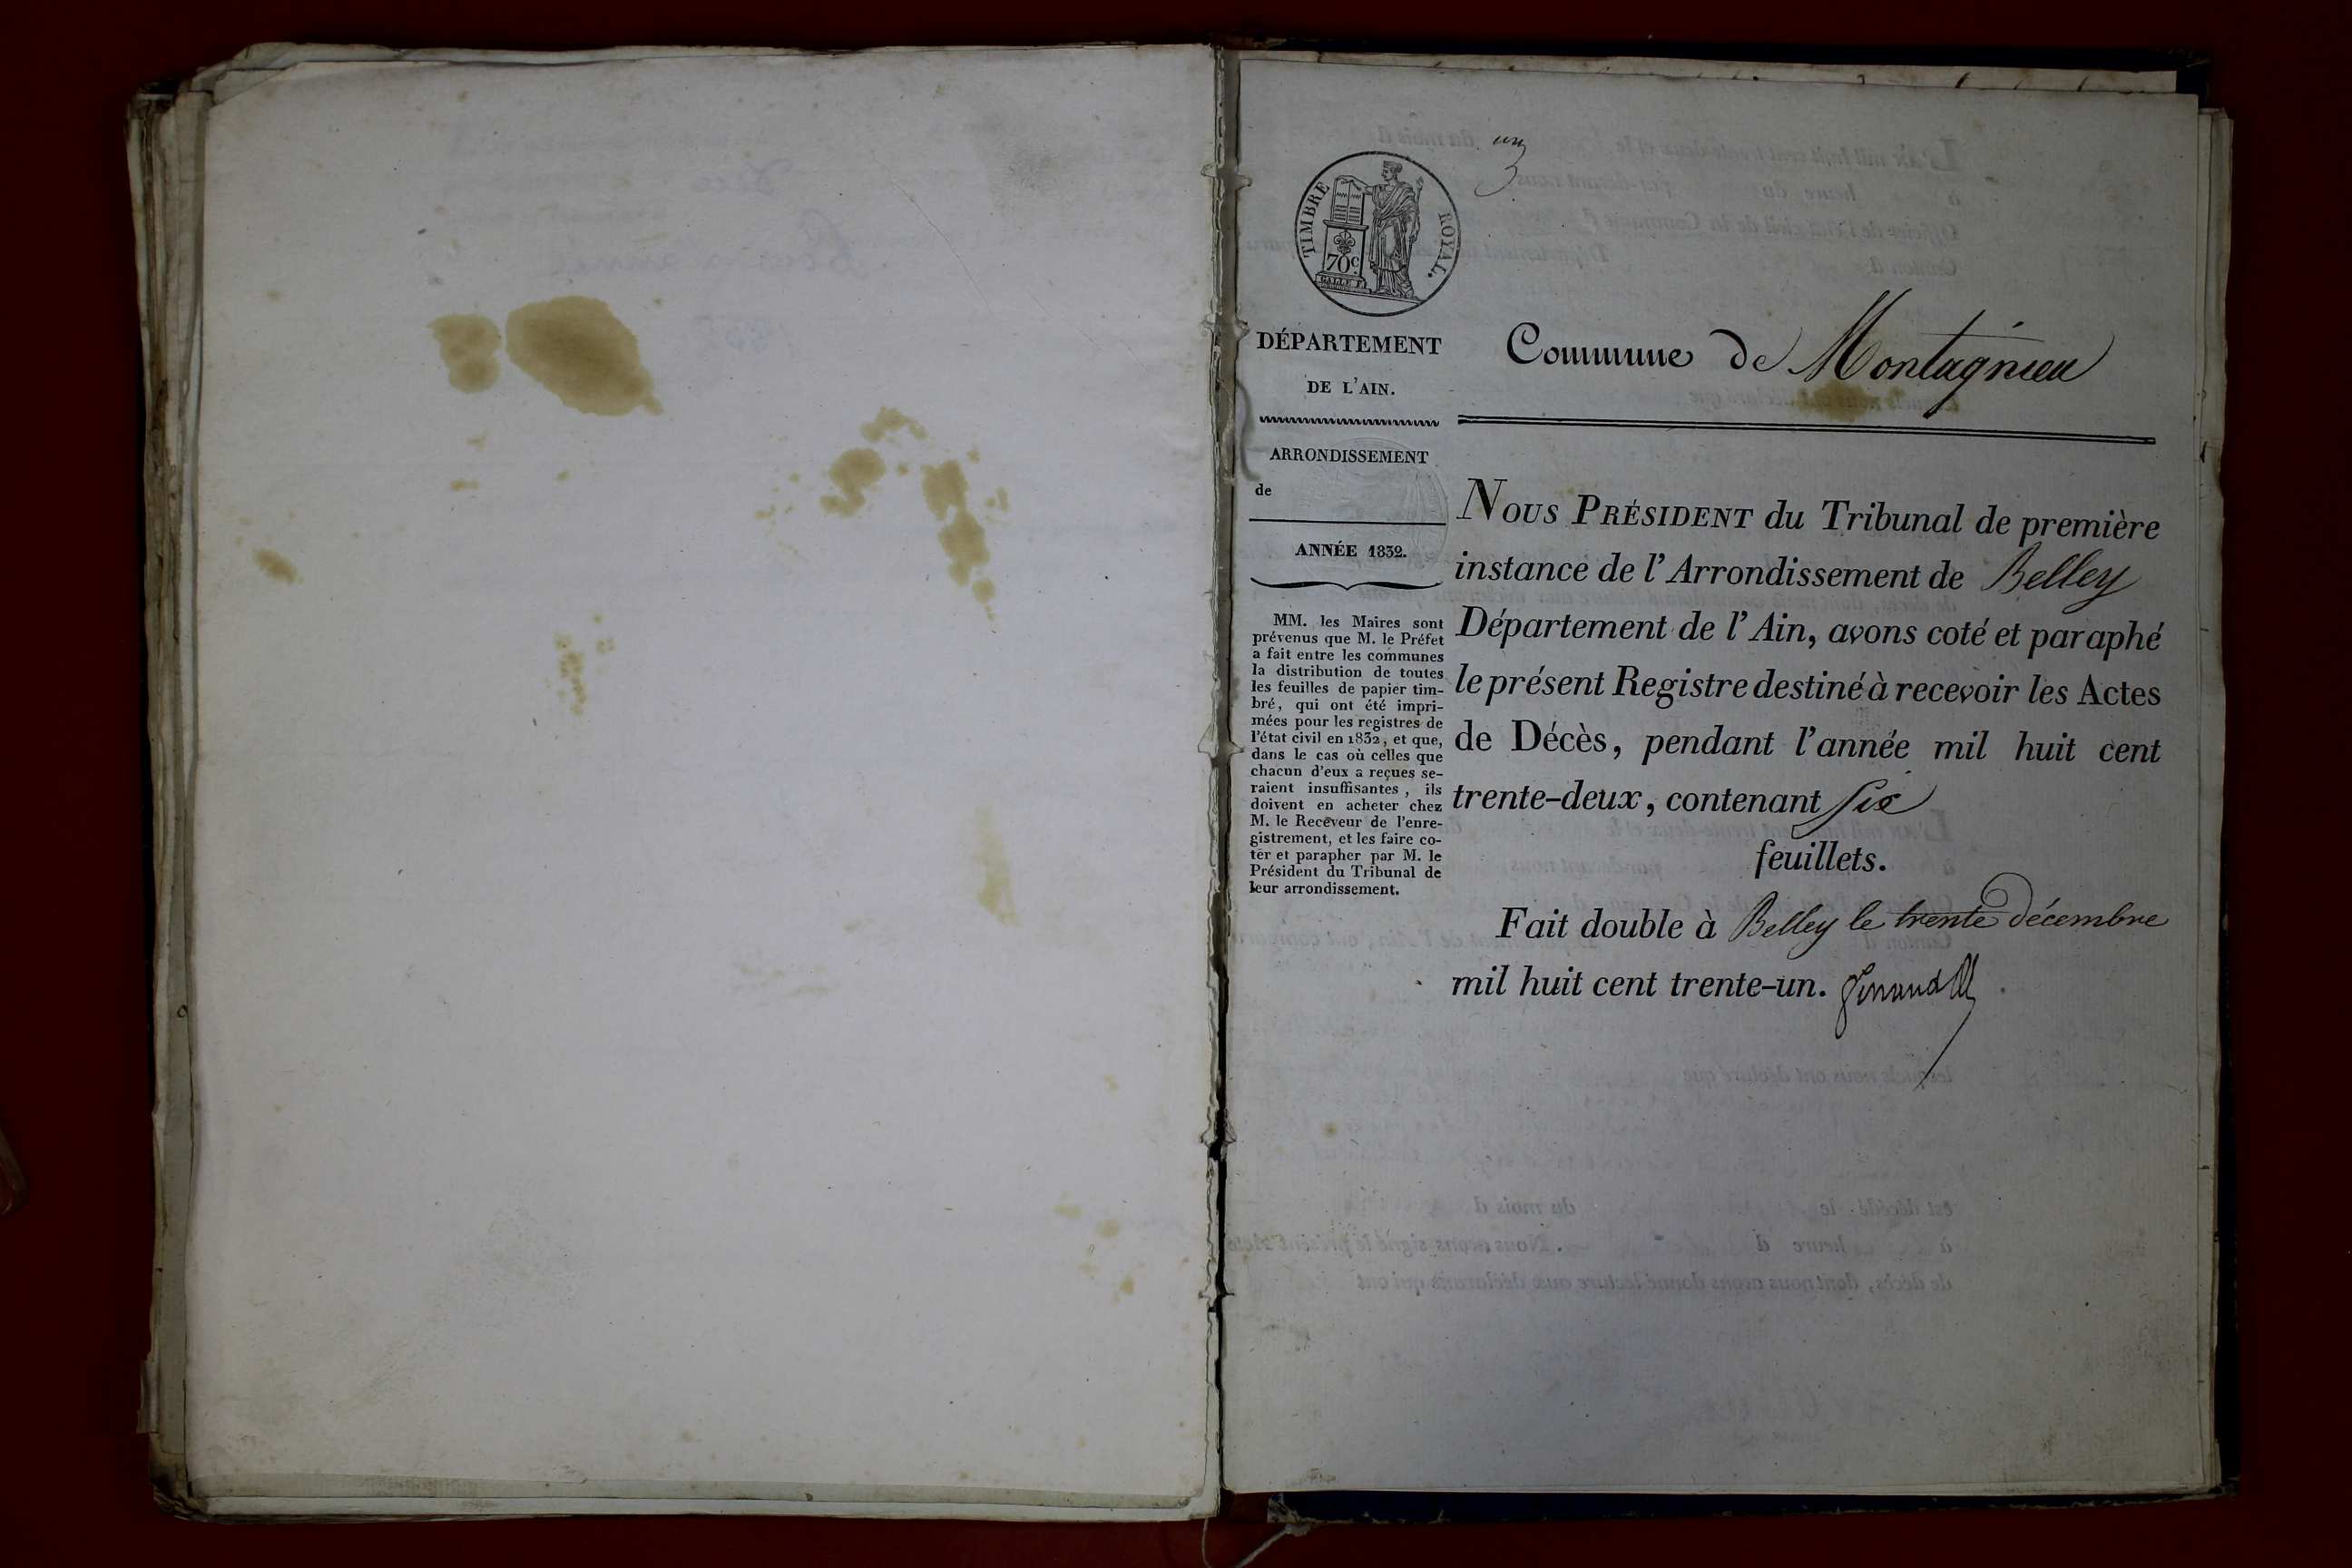 un
TIMBRE ROYAL.
70c.
GALLE F.
DÉPARTEMENT
DE L'AIN.
ARRONDISSEMENT
de
ANNÉE 1832.
MM. les Maires sont
prévenus que M. le Préfet
a fait entre les communes
la distribution de toutes
les feuilles de papier tim-
bré, qui ont été impri-
mées pour les registres de
l'état civil en 1832, et que,
dans le cas où celles que
chacun d'eux a reçues se-
raient insuffisantes, ils
doivent en acheter chez
M. le Receveur de l'enre-
gistrement, et les faire co-
ter et parapher par M. le
Président du Tribunal de
leur arrondissement.
Commune de Montagnieu
Nous Président du Tribunal de première
instance de l'Arrondissement de Belley
Département de l'Ain, avons coté et paraphé
le présent Registre destiné à recevoir les Actes
de Décès, pendant l'année mil huit cent
trente-deux, contenant six
feuillets.
Fait double à Belley le trente décembre
mil huit cent trente-un.